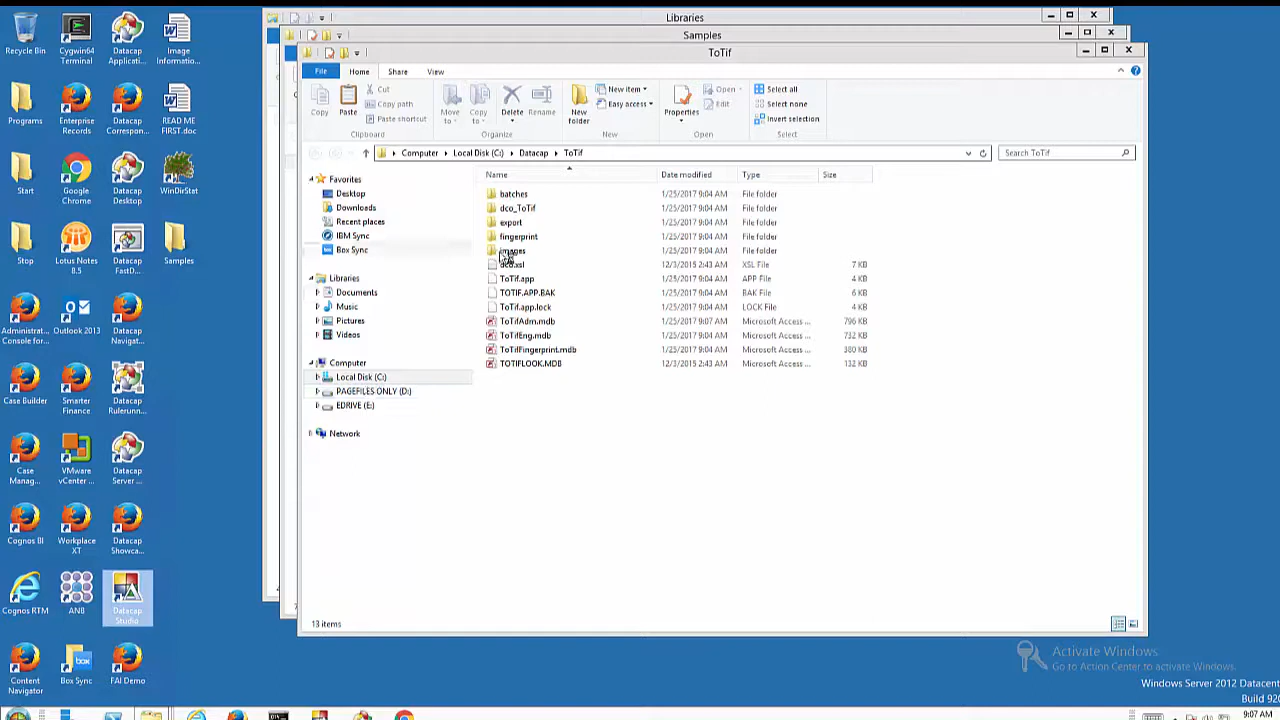 Libraries
Samples
ToTif
File
Home
Share
View
Copy
Paste
Cut
Copy path
Paste shortcut
Clipboard
Move to
Copy to
Delete
Rename
Organize
New folder
New item
Easy access
New
Properties
Open
Edit
Open
Select all
Select none
Invert selection
Select
Computer
Local Disk (C:)
Datacap
ToTif
Search ToTif
Name
Date modified
Type
Size
Favorites
Desktop
Downloads
Recent places
IBM Sync
Box Sync
Libraries
Documents
Music
Pictures
Videos
Computer
Local Disk (C:)
PAGEFILES ONLY (D:)
EDRIVE (E:)
Network
batches 1/25/2017 9:04 AM File folder
dco_ToTif 1/25/2017 9:04 AM File folder
export 1/25/2017 9:04 AM File folder
fingerprint 1/25/2017 9:04 AM File folder
images 1/25/2017 9:04 AM File folder
dco.xsl 12/3/2015 2:43 AM XSL File 7 KB
ToTif.app 1/25/2017 9:04 AM APP File 4 KB
TOTIF.APP.BAK 1/25/2017 9:04 AM BAK File 6 KB
ToTif.app.lock 1/25/2017 9:04 AM LOCK File 4 KB
ToTifAdm.mdb 1/25/2017 9:07 AM Microsoft Access ... 796 KB
ToTifEng.mdb 1/25/2017 9:04 AM Microsoft Access ... 732 KB
ToTifFingerprint.mdb 1/25/2017 9:04 AM Microsoft Access ... 380 KB
TOTIFLOOK.MDB 12/3/2015 2:43 AM Microsoft Access ... 132 KB
13 items
Recycle Bin
Cygwin64 Terminal
Datacap Applicati...
Image Informatio...
Programs
Enterprise Records
Datacap Correspon...
READ ME FIRST.doc
Start
Google Chrome
Datacap Desktop
WinDirStat
Stop
Lotus Notes 8.5
Datacap FastD...
Samples
Administrat... Console for...
Outlook 2013
Datacap Navigat...
Case Builder
Smarter Finance
Datacap Rulerunn...
Case Manag...
VMware vCenter ...
Datacap Server ...
Cognos BI
Workplace XT
Datacap Showca...
Cognos RTM
ANB
Datacap Studio
Content Navigator
box
Box Sync
FAI Demo
Activate Windows
Go to Action Center to activate Windows.
Windows Server 2012 Datacent
Build 920
9:07 AM